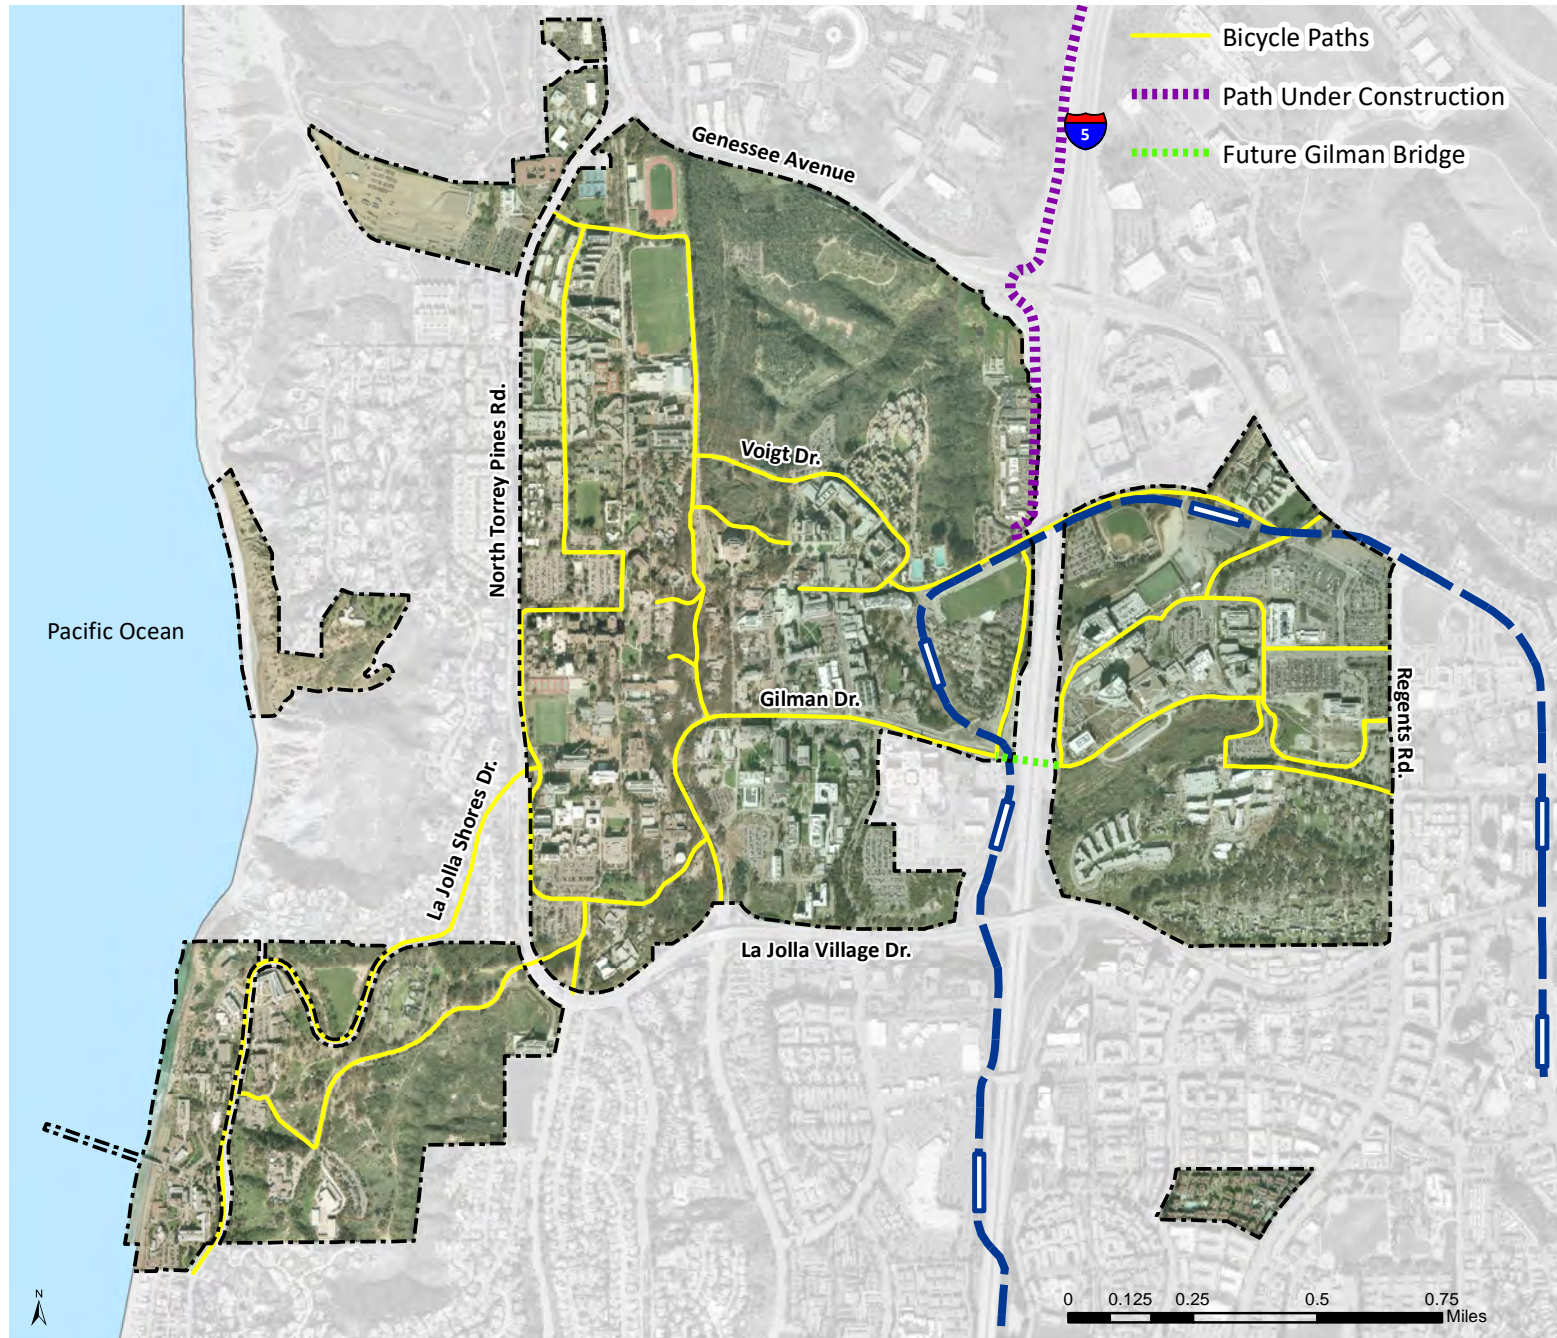 Bicycle Paths
Path Under Construction
5
Future Gilman Bridge
Genessee Avenue
North Torrey Pines Rd.
Voigt Dr.
Pacific Ocean
Gilman Dr.
Regents Rd.
La Jolla Shores Dr.
La Jolla Village Dr.
N
0 0.125 0.25 0.5 0.75
Miles